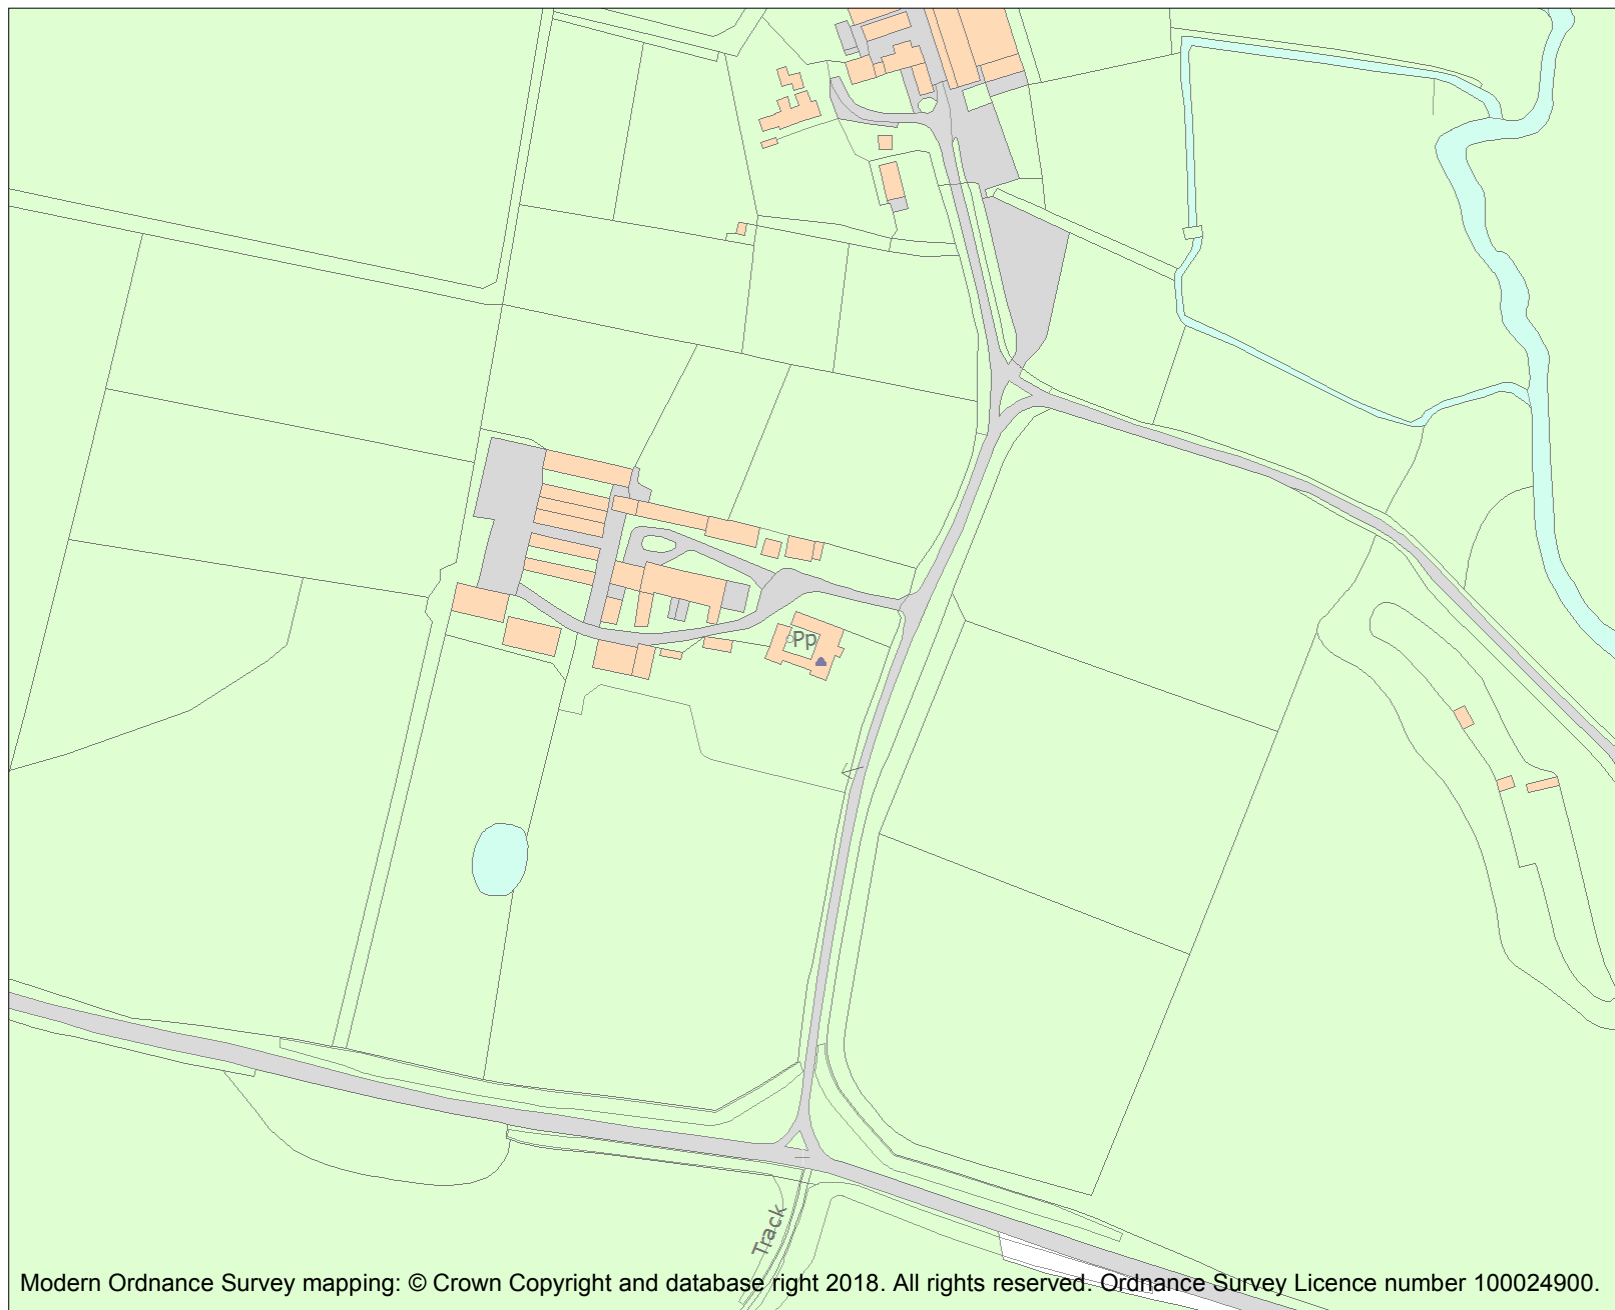 Pp
Track
Modern Ordnance Survey mapping: © Crown Copyright and database right 2018. All rights reserved. Ordnance Survey Licence number 100024900.